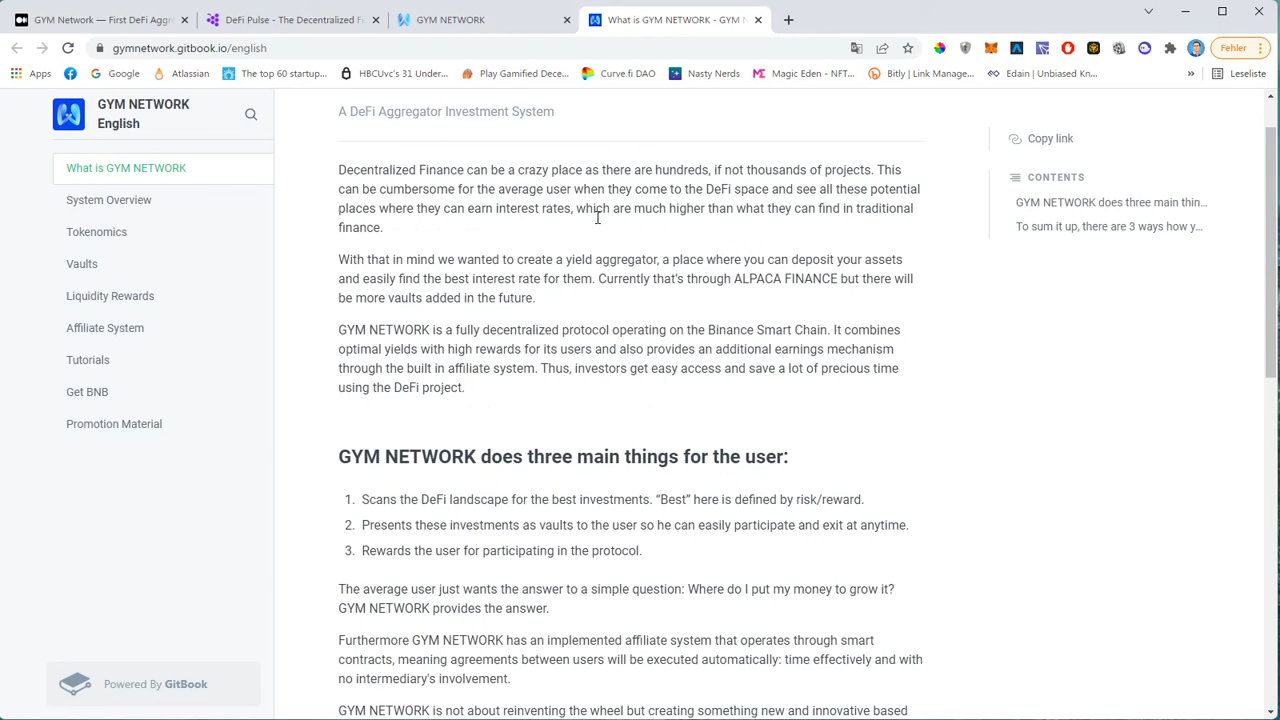 GYM Network — First DeFi Aggr
DeFi Pulse - The Decentralized Fi
GYM NETWORK
What is GYM NETWORK - GYM N
gymnetwork.gitbook.io/english
Fehler
Apps
Google
Atlassian
The top 60 startup...
HBCUvc's 31 Under...
Play Gamified Dece...
Curve.fi DAO
Nasty Nerds
Magic Eden - NFT...
Bitly | Link Manage...
Edain | Unbiased Kn...
»
Leseliste
GYM NETWORK
English
What is GYM NETWORK
System Overview
Tokenomics
Vaults
Liquidity Rewards
Affiliate System
Tutorials
Get BNB
Promotion Material
Powered By GitBook
A DeFi Aggregator Investment System
Decentralized Finance can be a crazy place as there are hundreds, if not thousands of projects. This
can be cumbersome for the average user when they come to the DeFi space and see all these potential
places where they can earn interest rates, which are much higher than what they can find in traditional
finance.
With that in mind we wanted to create a yield aggregator, a place where you can deposit your assets
and easily find the best interest rate for them. Currently that's through ALPACA FINANCE but there will
be more vaults added in the future.
GYM NETWORK is a fully decentralized protocol operating on the Binance Smart Chain. It combines
optimal yields with high rewards for its users and also provides an additional earnings mechanism
through the built in affiliate system. Thus, investors get easy access and save a lot of precious time
using the DeFi project.
GYM NETWORK does three main things for the user:
1. Scans the DeFi landscape for the best investments. “Best” here is defined by risk/reward.
2. Presents these investments as vaults to the user so he can easily participate and exit at anytime.
3. Rewards the user for participating in the protocol.
The average user just wants the answer to a simple question: Where do I put my money to grow it?
GYM NETWORK provides the answer.
Furthermore GYM NETWORK has an implemented affiliate system that operates through smart
contracts, meaning agreements between users will be executed automatically: time effectively and with
no intermediary's involvement.
GYM NETWORK is not about reinventing the wheel but creating something new and innovative based
Copy link
CONTENTS
GYM NETWORK does three main thin...
To sum it up, there are 3 ways how y...